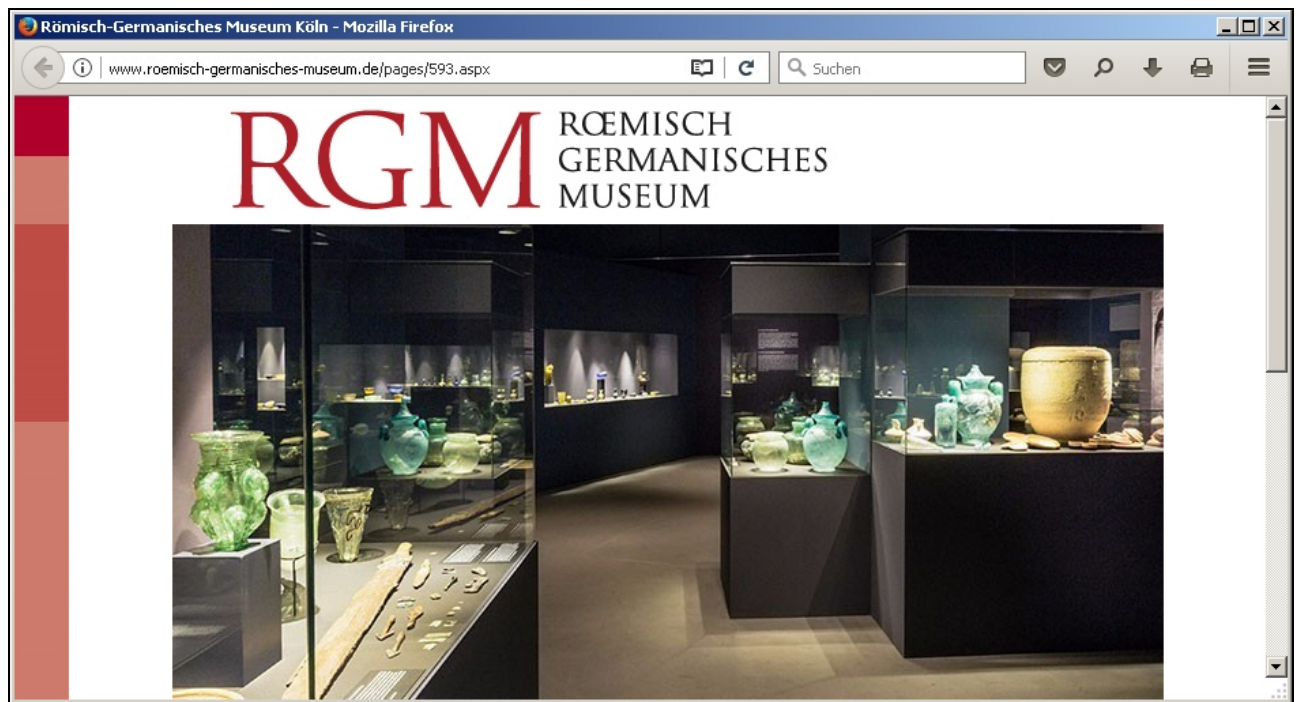 Römisch-Germanisches Museum Köln - Mozilla Firefox
www.roemisch-germanisches-museum.de/pages/593.aspx
Suchen
RGM
RŒMISCH
GERMANISCHES
MUSEUM